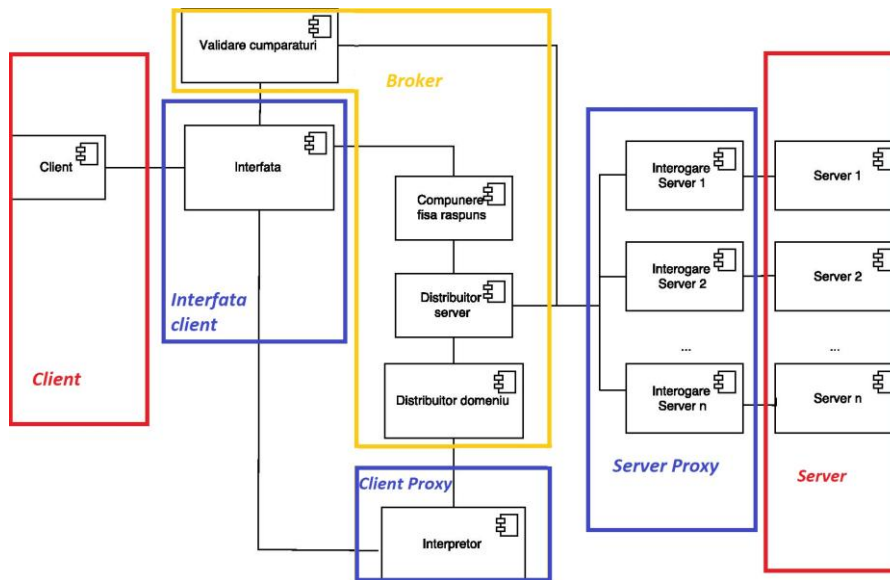 Validare cumparaturi
Broker
Client
Interfata
Interogare
Server 1
Server 1
Compunere
fisa raspuns
Interogare
Server 2
Server 2
Interfata
client
Distribuitor
server
...
...
Client
Distribuitor domeniu
Interogare
Server n
Server n
Client Proxy
Server Proxy
Server
Interpretor